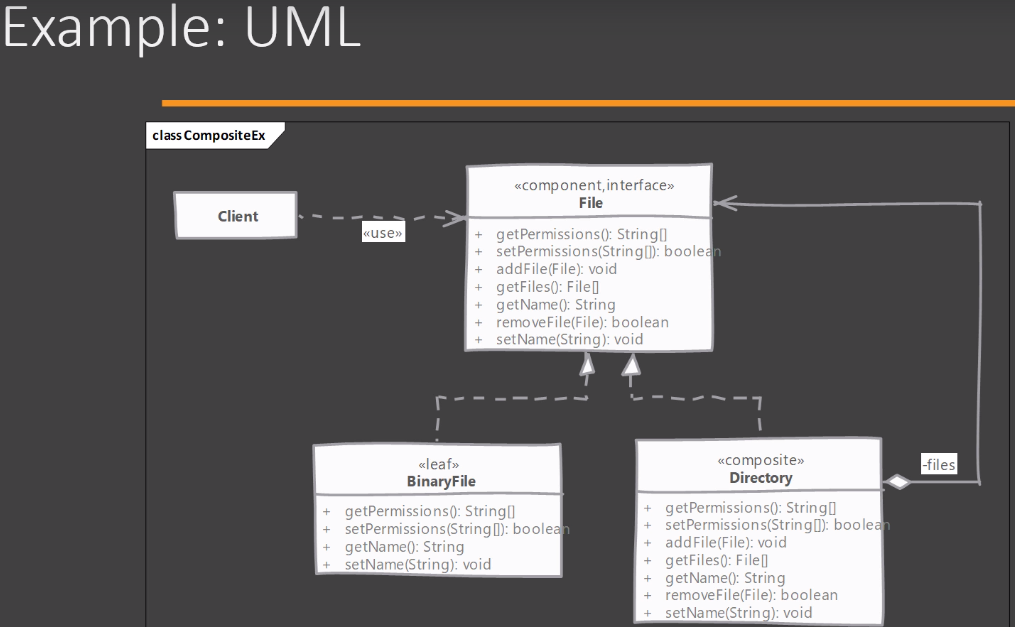 Example: UML
class CompositeEx
Client
«use»
«component,interface»
File
+ getPermissions(): String[]
+ setPermissions(String[]): boolean
+ addFile(File): void
+ getFiles(): File[]
+ getName(): String
+ removeFile(File): boolean
+ setName(String): void
«leaf»
BinaryFile
+ getPermissions(): String[]
+ setPermissions(String[]): boolean
+ getName(): String
+ setName(String): void
«composite»
Directory
+ getPermissions(): String[]
+ setPermissions(String[]): boolean
+ addFile(File): void
+ getFiles(): File[]
+ getName(): String
+ removeFile(File): boolean
+ setName(String): void
-files